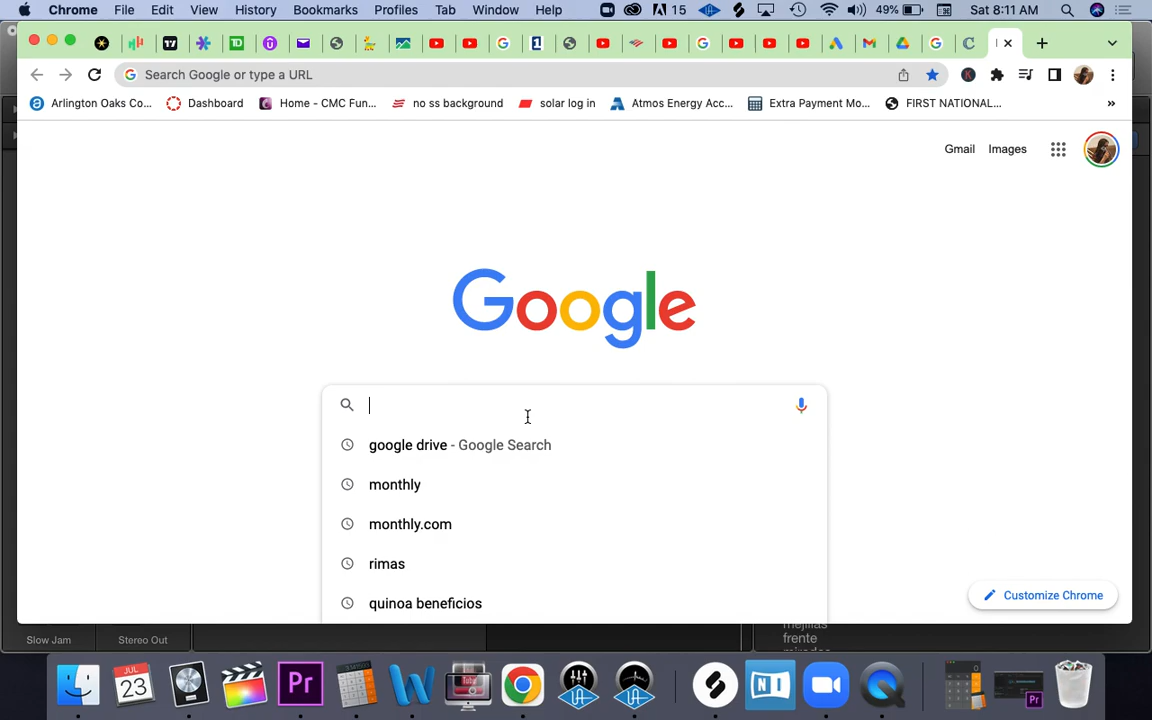 Chrome File Edit View History Bookmarks Profiles Tab Window Help 15 49% Sat 8:11 AM
Search Google or type a URL
Arlington Oaks Co... Dashboard Home - CMC Fun... no ss background solar log in Atmos Energy Acc... Extra Payment Mo... FIRST NATIONAL... »
Gmail Images
Google
google drive - Google Search
monthly
monthly.com
rimas
quinoa beneficios
Customize Chrome
Slow Jam Stereo Out
mejillas
frente
JUL
23